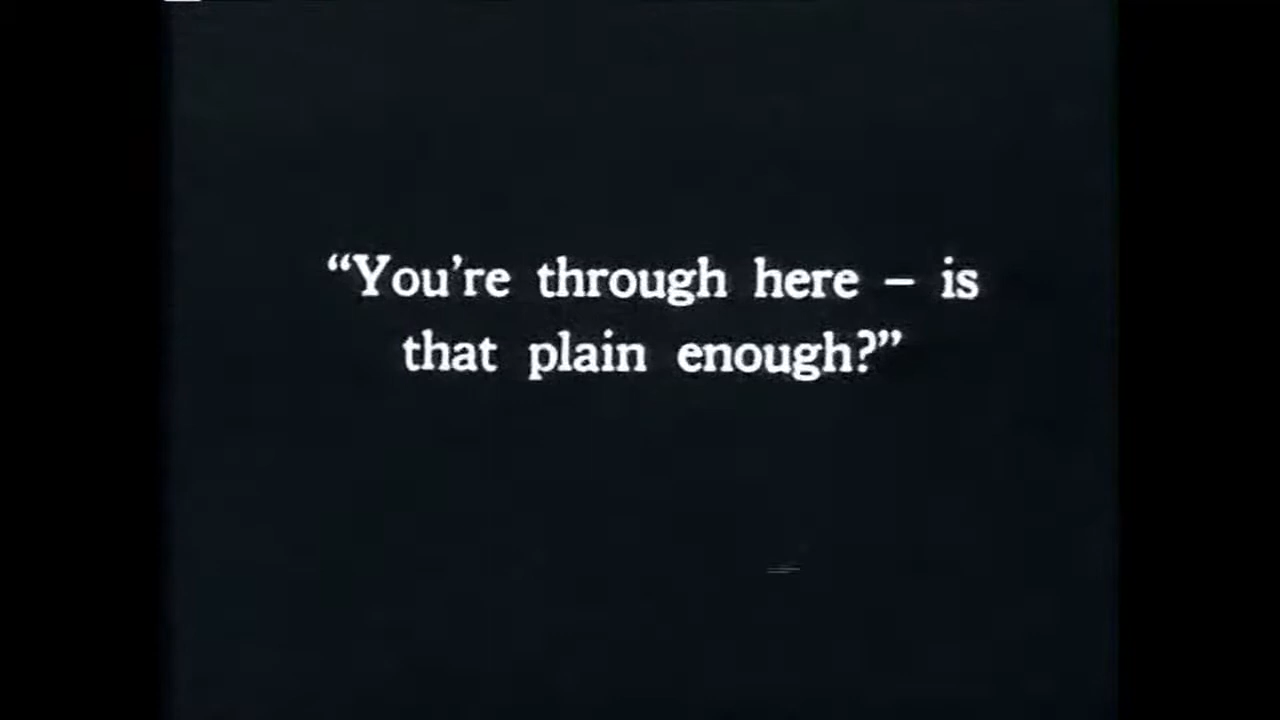 “You’re through here – is
that plain enough?”